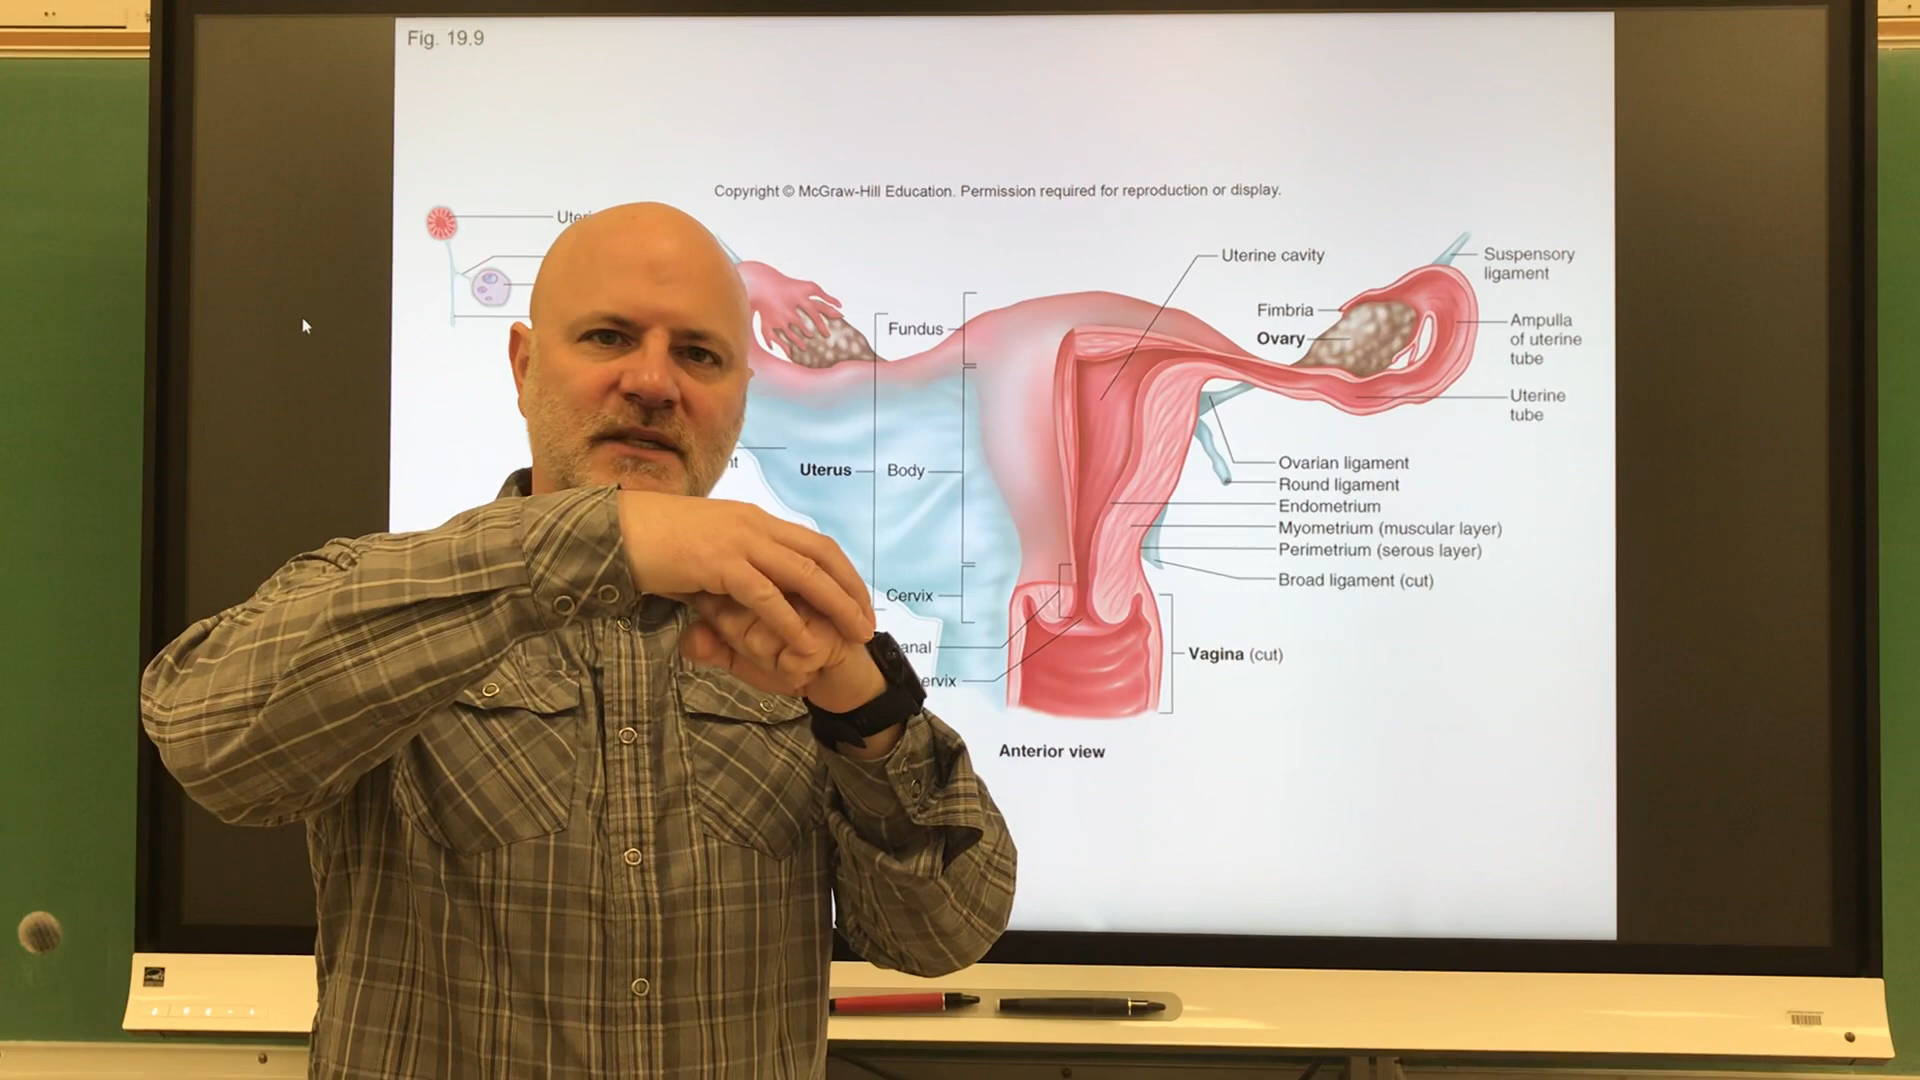 Fig. 19.9
Copyright © McGraw-Hill Education. Permission required for reproduction or display.
Uterine cavity
Suspensory
ligament
Fimbria
Ovary
Ampulla
of uterine
tube
Uterine
tube
Fundus
Uterus
Body
Cervix
Ovarian ligament
Round ligament
Endometrium
Myometrium (muscular layer)
Perimetrium (serous layer)
Broad ligament (cut)
Vagina (cut)
Anterior view